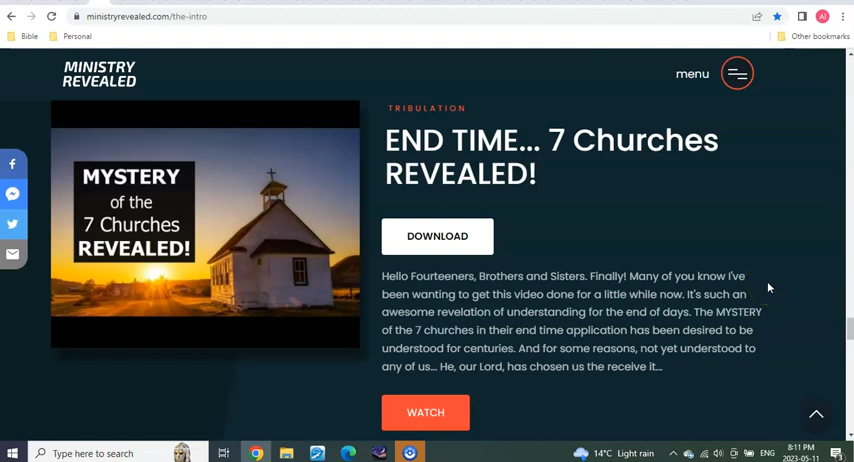 ministryrevealed.com/the-intro
Al
Bible
Personal
Other bookmarks
MINISTRY
REVEALED
menu
MYSTERY
of the
7 Churches
REVEALED!
TRIBULATION
END TIME... 7 Churches
REVEALED!
DOWNLOAD
Hello Fourteeners, Brothers and Sisters. Finally! Many of you know I've
been wanting to get this video done for a little while now. It's such an
awesome revelation of understanding for the end of days. The MYSTERY
of the 7 churches in their end time application has been desired to be
understood for centuries. And for some reasons, not yet understood to
any of us... He, our Lord, has chosen us the receive it...
WATCH
Type here to search
14°C Light rain
ENG
8:11 PM
2023-05-11
3